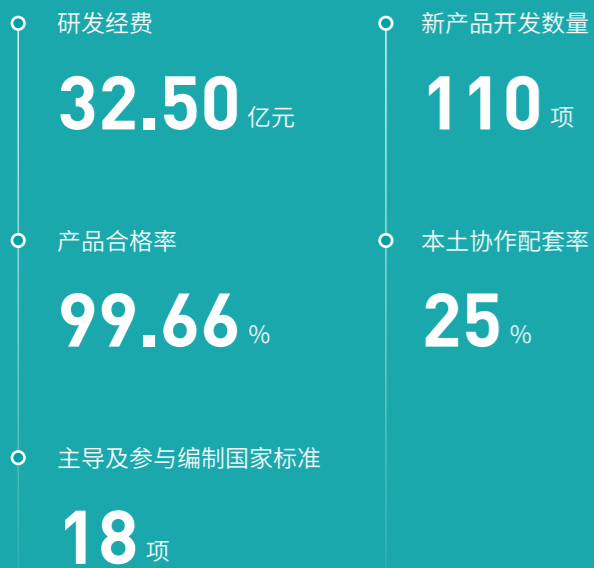 研发经费
32.50 亿元
新产品开发数量
110 项
产品合格率
99.66 %
本土协作配套率
25 %
主导及参与编制国家标准
18 项